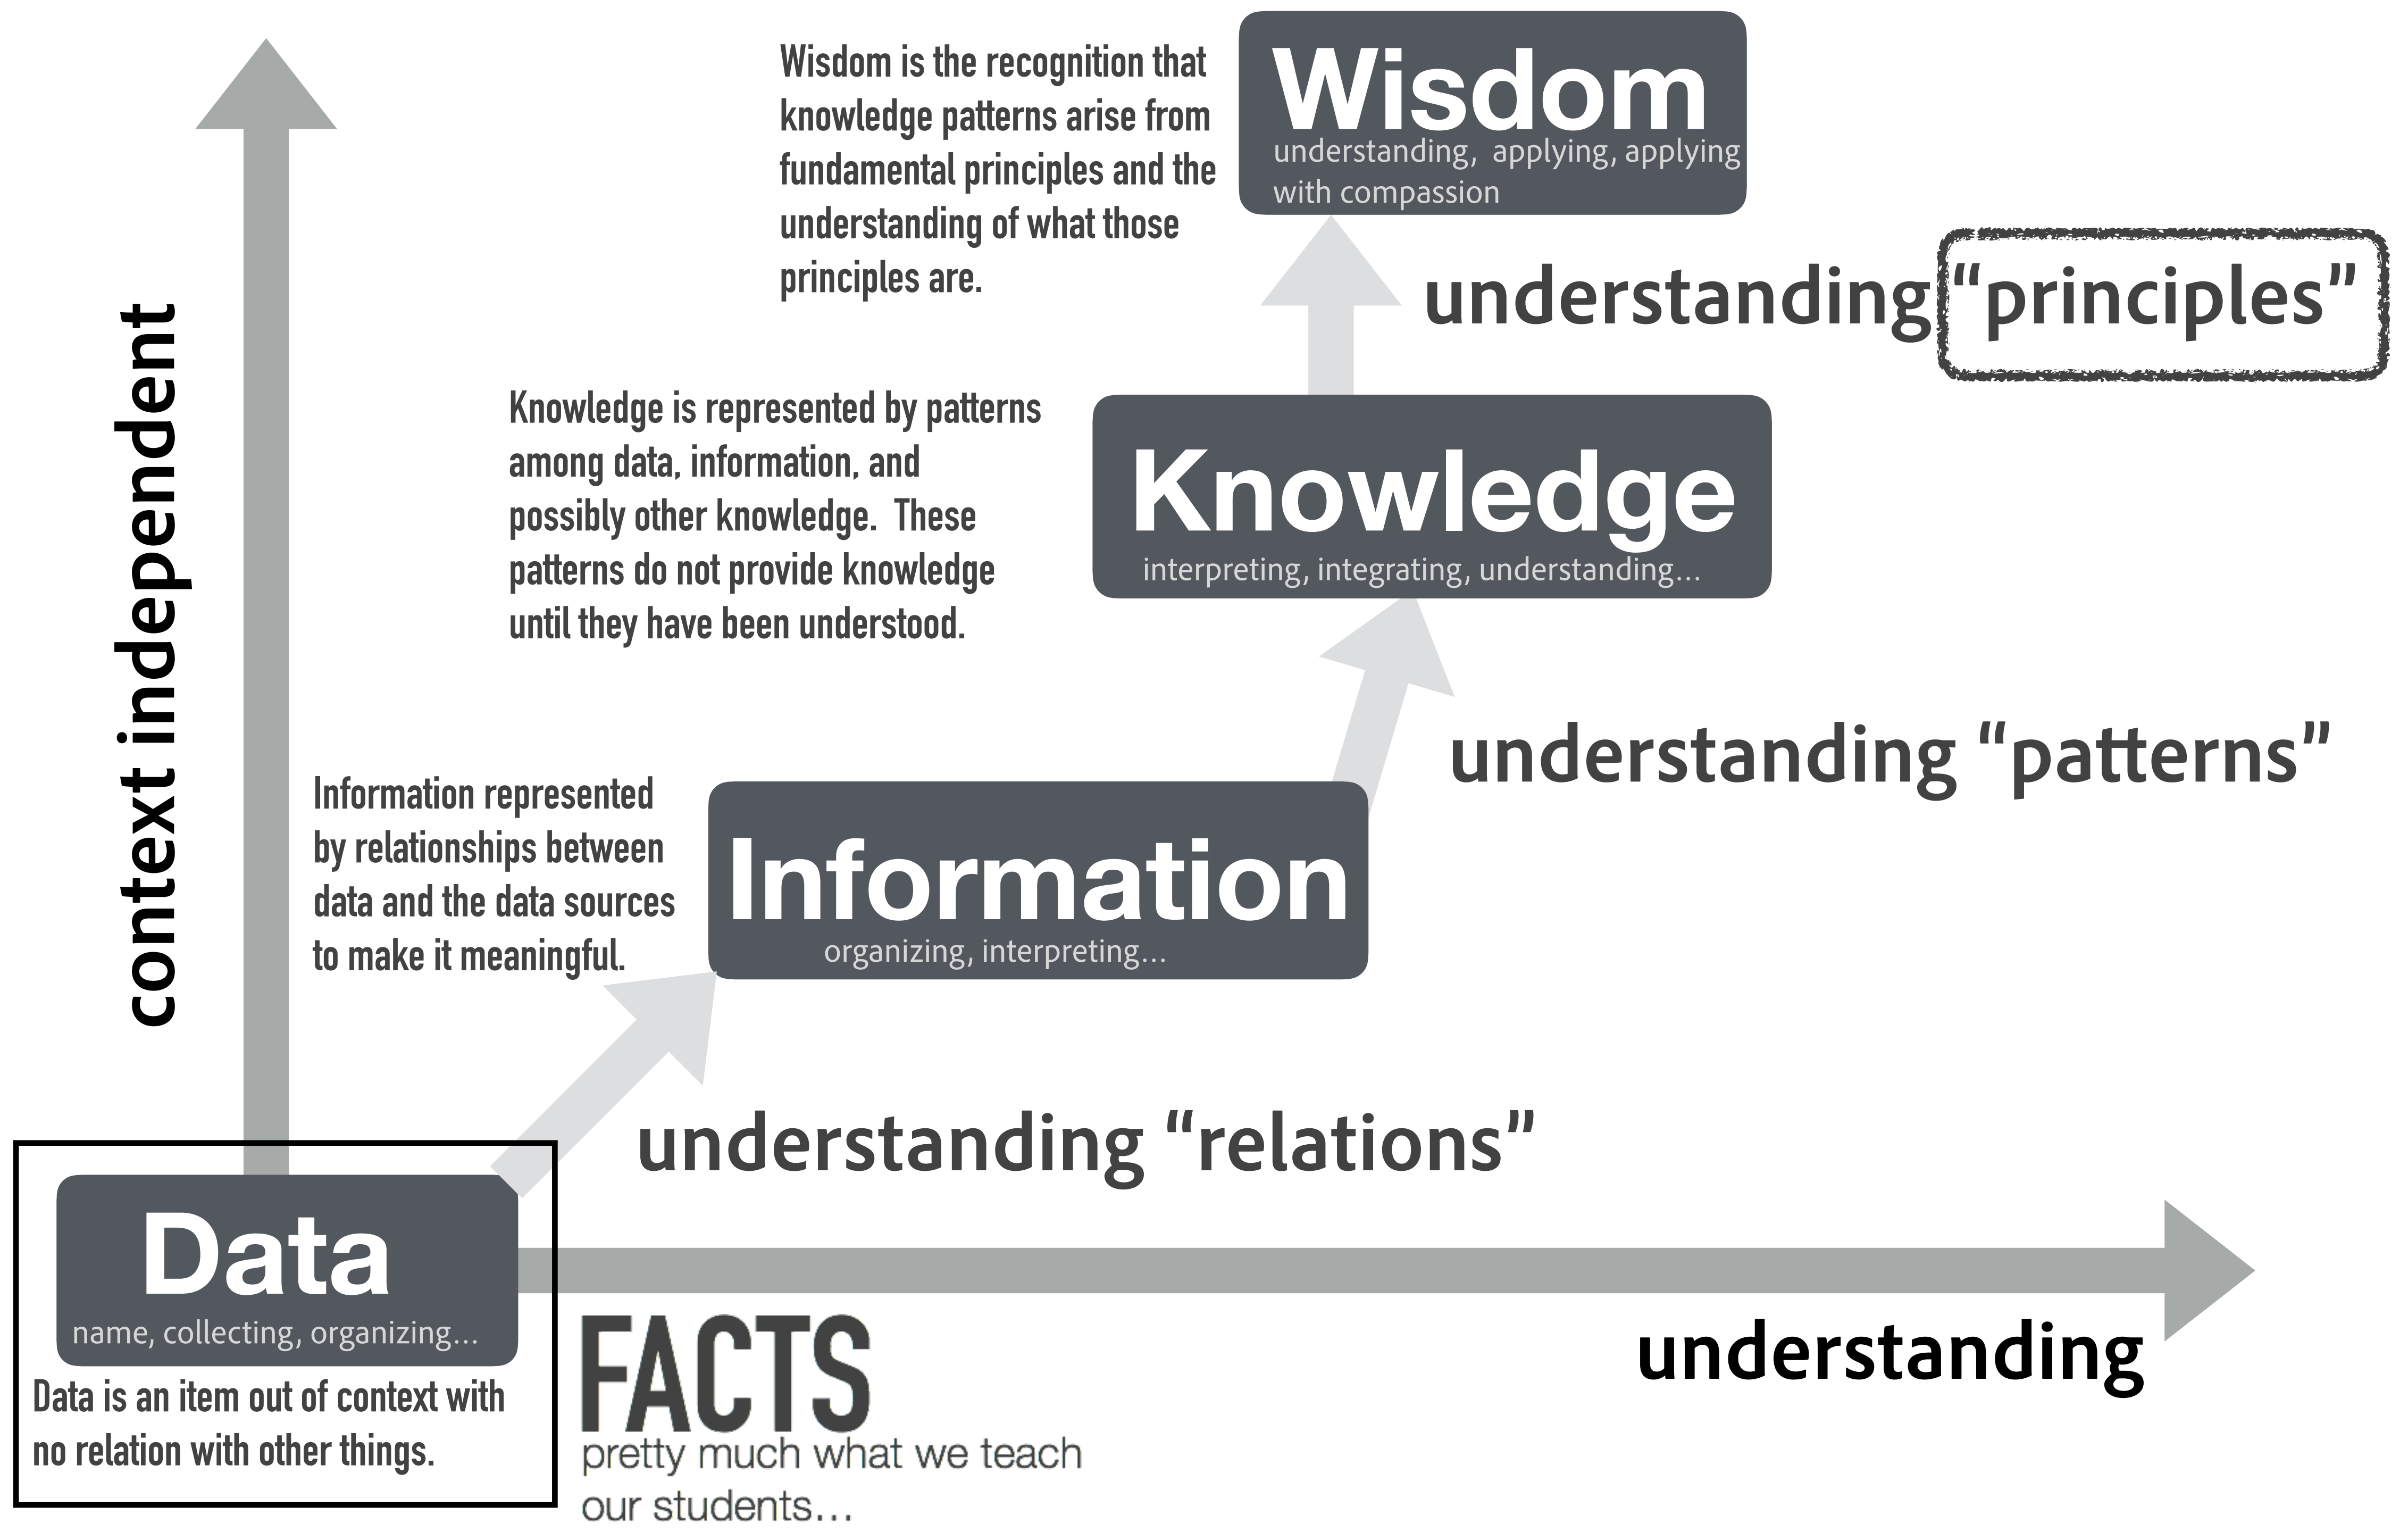 Wisdom is the recognition that
knowledge patterns arise from
fundamental principles and the
understanding of what those
principles are.
Wisdom
understanding,  applying, applying
with compassion
understanding “principles”
context independent
Knowledge is represented by patterns
among data, information, and
possibly other knowledge.  These
patterns do not provide knowledge
until they have been understood.
Knowledge
interpreting, integrating, understanding...
understanding “patterns”
Information represented
by relationships between
data and the data sources
to make it meaningful.
Information
organizing, interpreting...
understanding “relations”
Data
name, collecting, organizing...
Data is an item out of context with
no relation with other things.
understanding
FACTS
pretty much what we teach
our students...